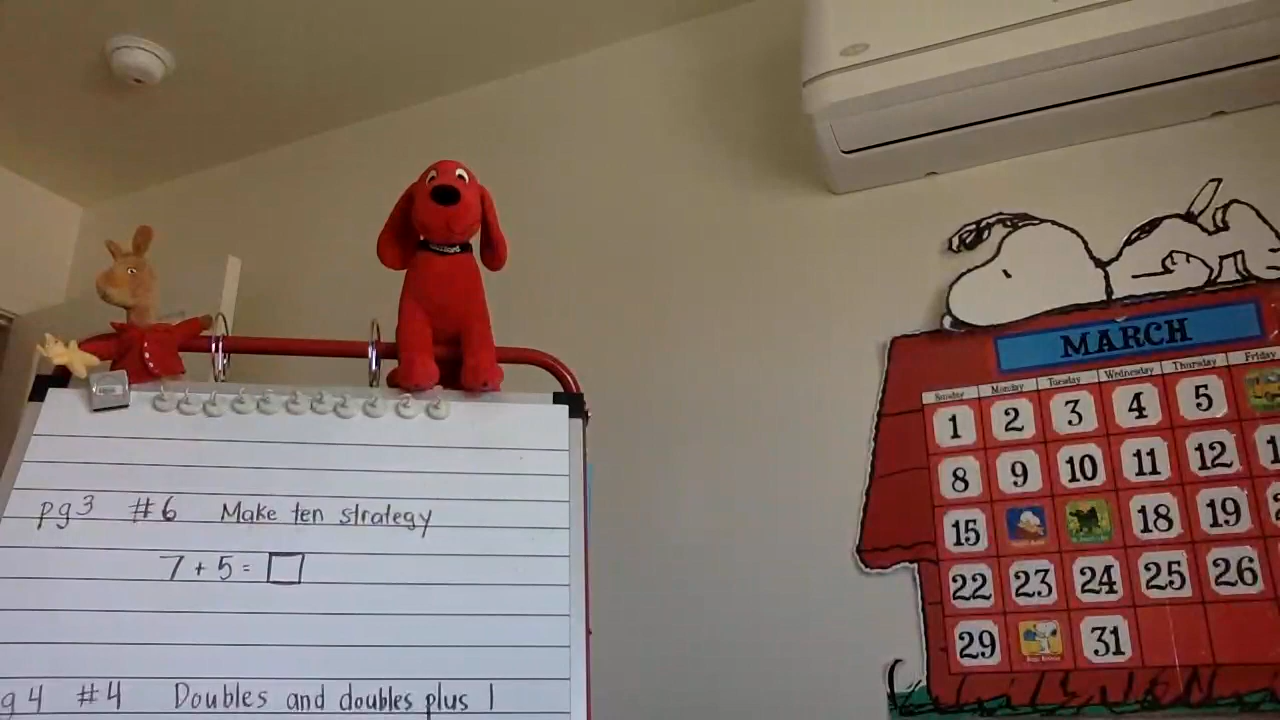 pg3 #6 Make ten strategy
7 + 5 = □
g 4 #4 Doubles and doubles plus 1
MARCH
Sunday Monday Tuesday Wednesday Thursday Friday
1 2 3 4 5
8 9 10 11 12 1
15 18 19
22 23 24 25 26
29 31